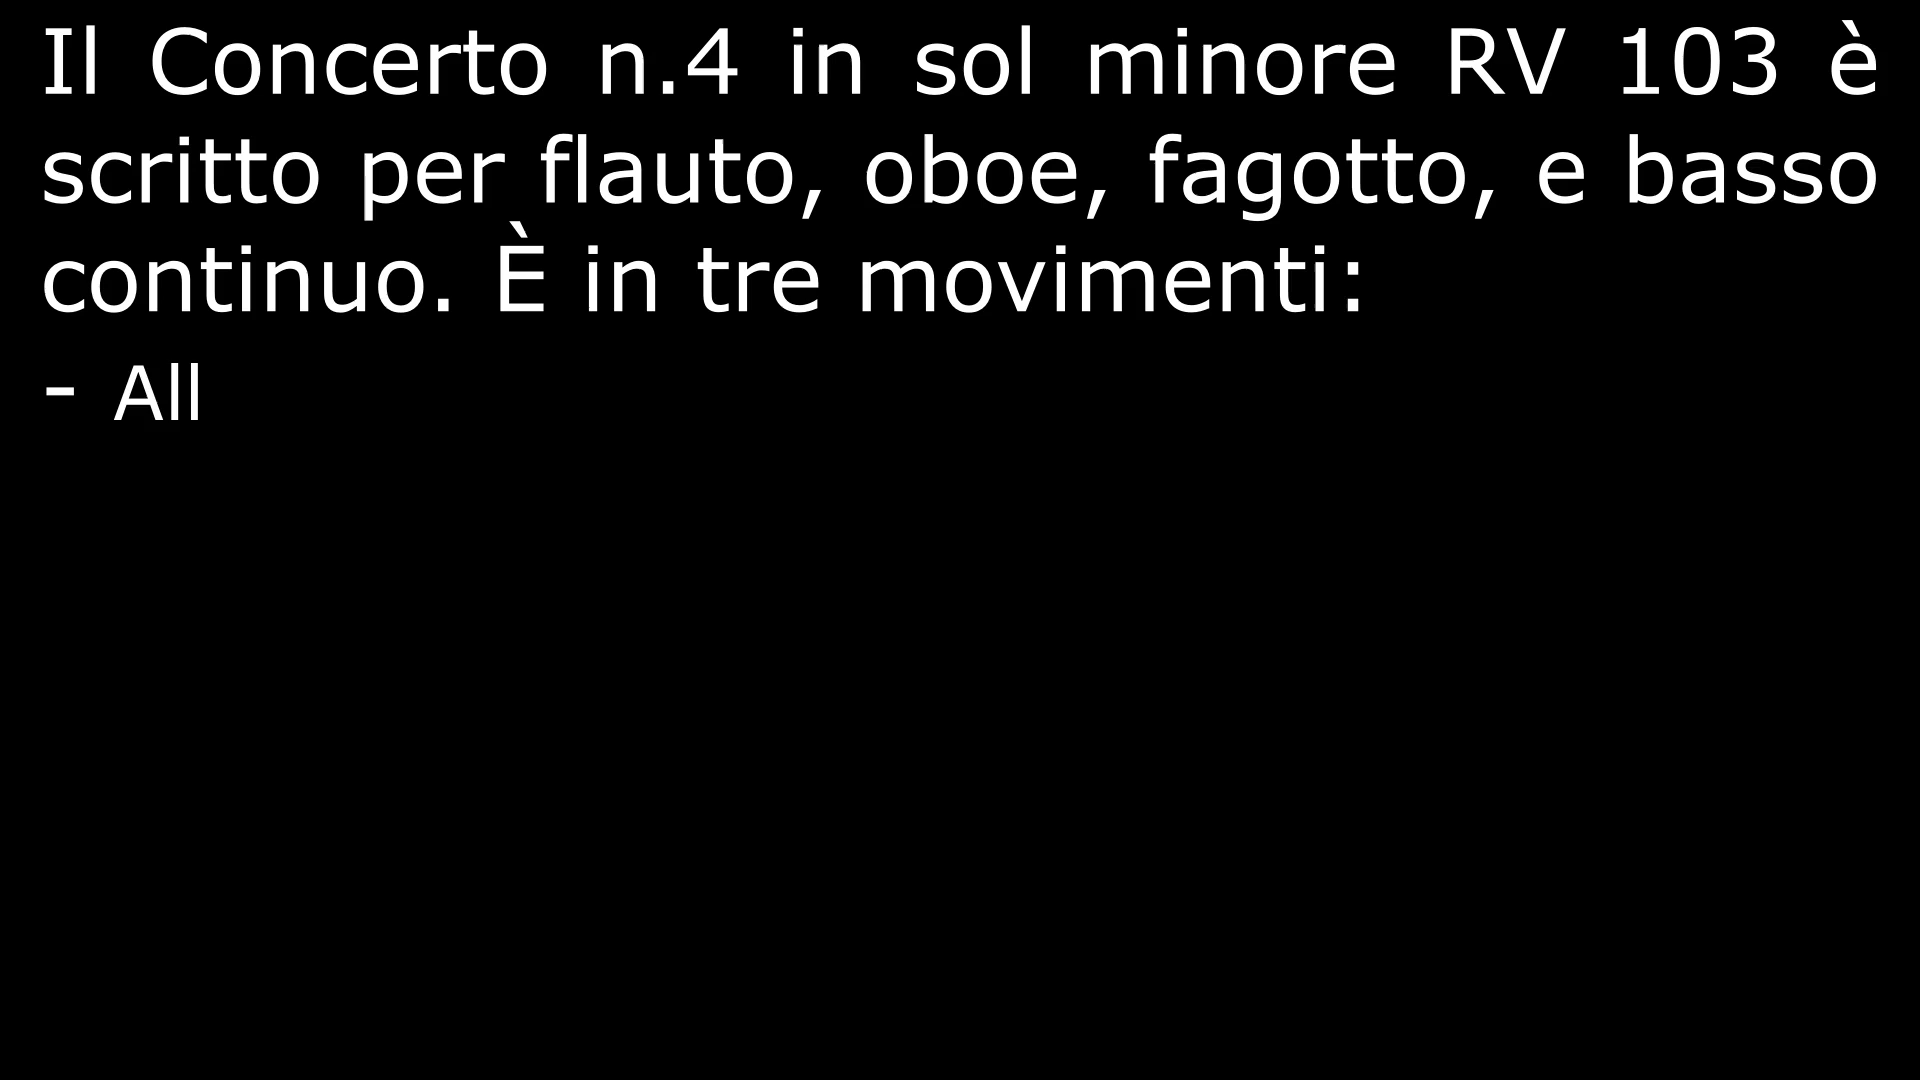 Il Concerto n.4 in sol minore RV 103 è
scritto per flauto, oboe, fagotto, e basso
continuo. È in tre movimenti:
- All